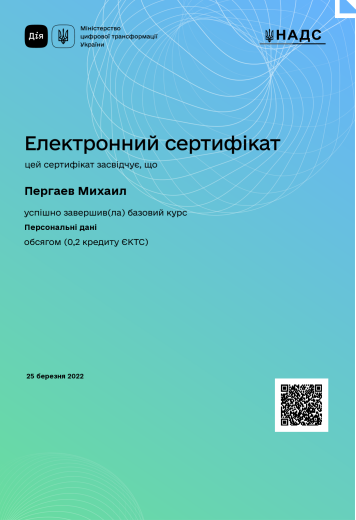 Дія
Міністерство
цифрової трансформації
України
НАДС
Електронний сертифікат
цей сертифікат засвідчує, що
Пергаев Михаил
успішно завершив(ла) базовий курс
Персональні дані
обсягом (0,2 кредиту ЄКТС)
25 березня 2022